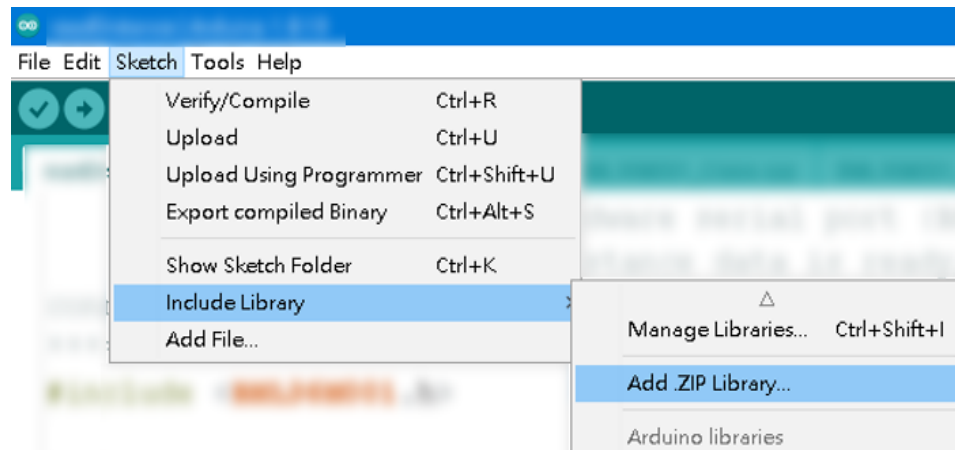 File Edit Sketch Tools Help
Verify/Compile Ctrl+R
Upload Ctrl+U
Upload Using Programmer Ctrl+Shift+U
Export compiled Binary Ctrl+Alt+S
Show Sketch Folder Ctrl+K
Include Library
Add File...
Manage Libraries... Ctrl+Shift+I
Add .ZIP Library...
Arduino libraries
#include